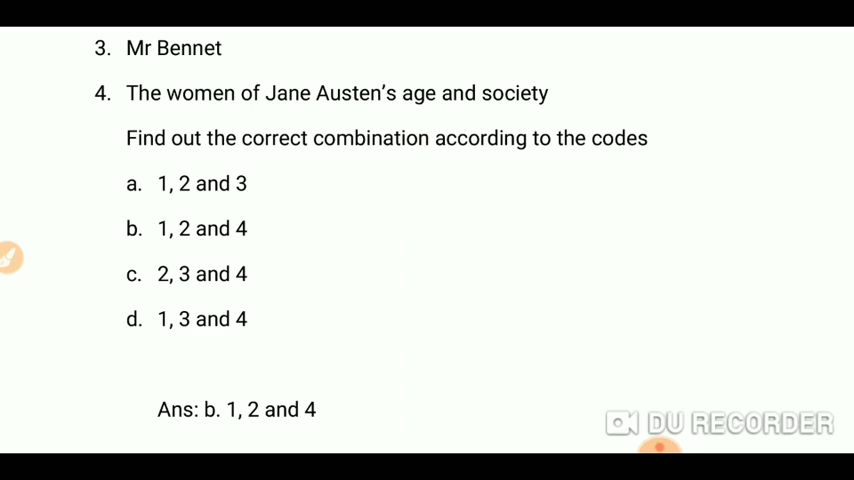 3. Mr Bennet
4. The women of Jane Austen's age and society
Find out the correct combination according to the codes
a. 1, 2 and 3
b. 1, 2 and 4
c. 2, 3 and 4
d. 1, 3 and 4
Ans: b. 1, 2 and 4
DU RECORDER